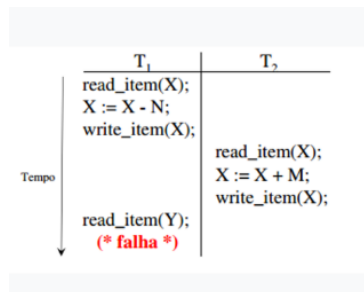 T1 T2
read_item(X);
X := X - N;
write_item(X);
read_item(X);
Tempo X := X + M;
write_item(X);
read_item(Y);
(* falha *)